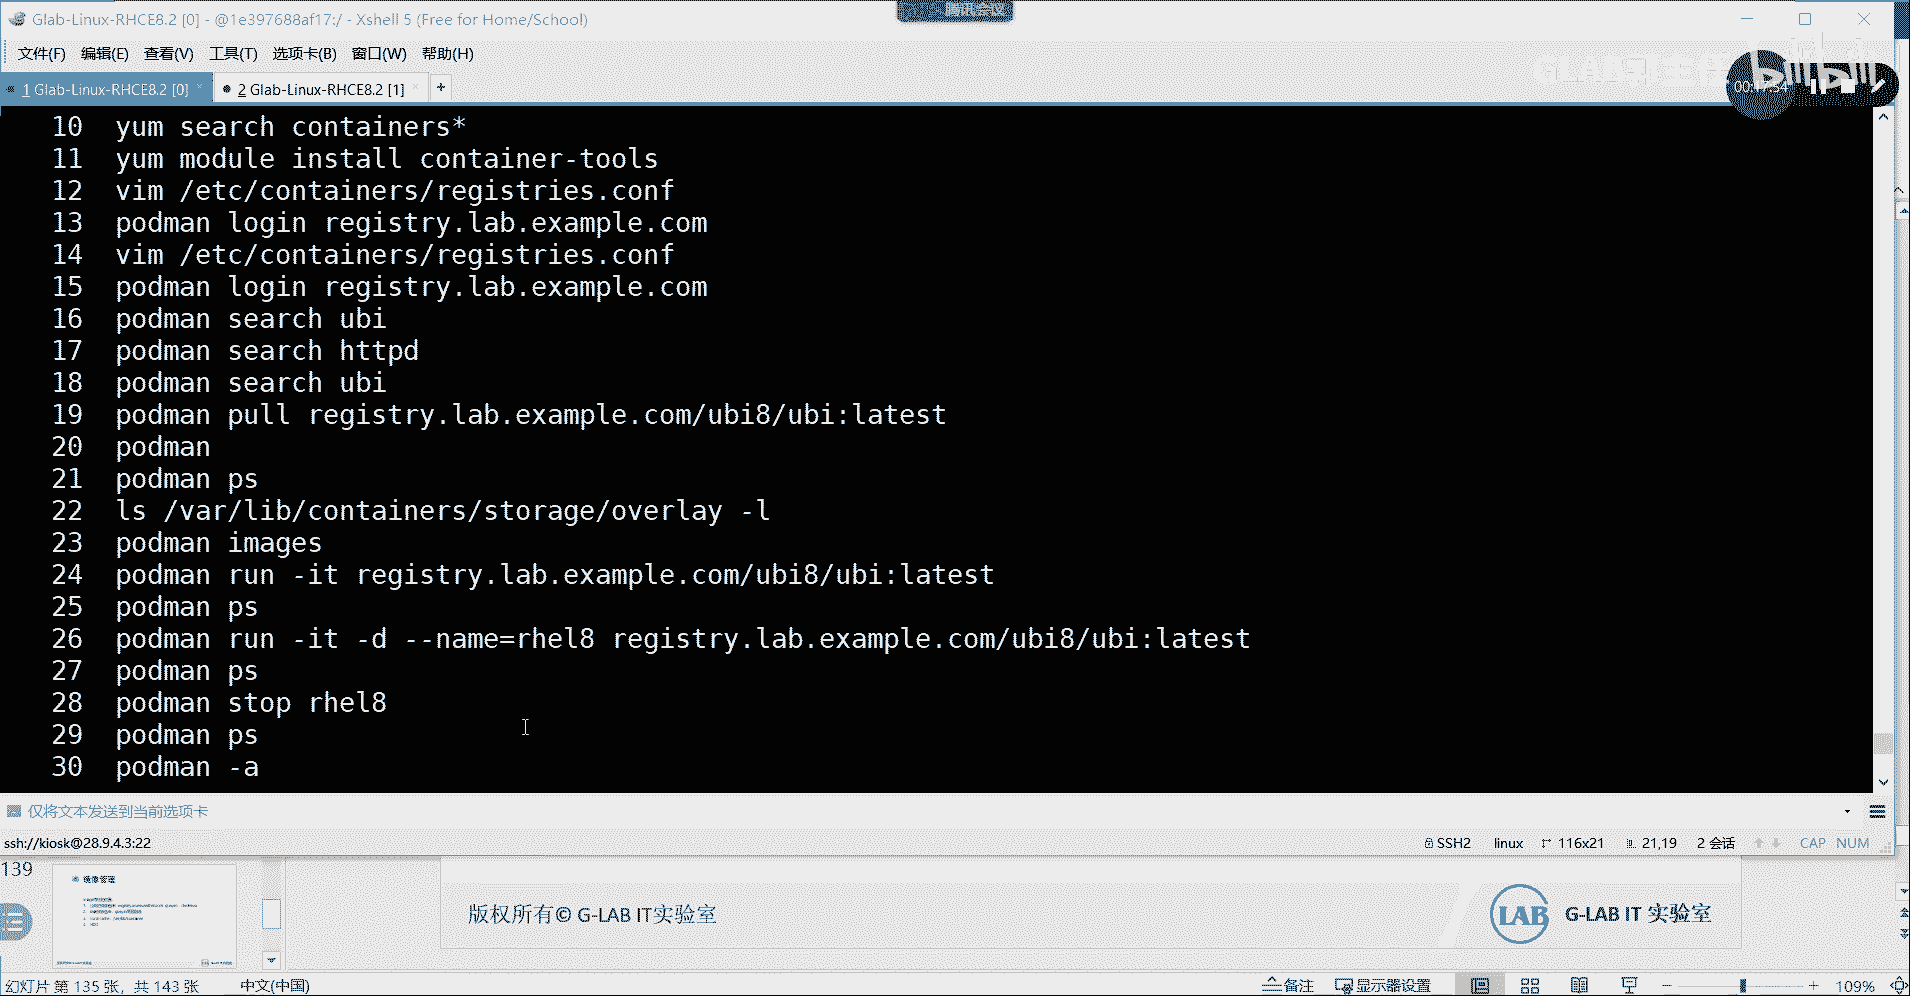 Glab-Linux-RHCE8.2 [0] - @1e397688af17:/ - Xshell 5 (Free for Home/School)
腾讯会议
文件(F) 编辑(E) 查看(V) 工具(T) 选项卡(B) 窗口(W) 帮助(H)
1 Glab-Linux-RHCE8.2 [0] 2 Glab-Linux-RHCE8.2 [1] +
10 yum search containers*
11 yum module install container-tools
12 vim /etc/containers/registries.conf
13 podman login registry.lab.example.com
14 vim /etc/containers/registries.conf
15 podman login registry.lab.example.com
16 podman search ubi
17 podman search httpd
18 podman search ubi
19 podman pull registry.lab.example.com/ubi8/ubi:latest
20 podman
21 podman ps
22 ls /var/lib/containers/storage/overlay -l
23 podman images
24 podman run -it registry.lab.example.com/ubi8/ubi:latest
25 podman ps
26 podman run -it -d --name=rhel8 registry.lab.example.com/ubi8/ubi:latest
27 podman ps
28 podman stop rhel8
29 podman ps
30 podman -a
仅将文本发送到当前选项卡
ssh://kiosk@28.9.4.3:22 SSH2 linux 116x21 21,19 2 会话 CAP NUM
139
镜像管理
版权所有© G-LAB IT实验室
LAB G-LAB IT 实验室
幻灯片 第 135 张，共 143 张 中文(中国) 备注 显示器设置 109%